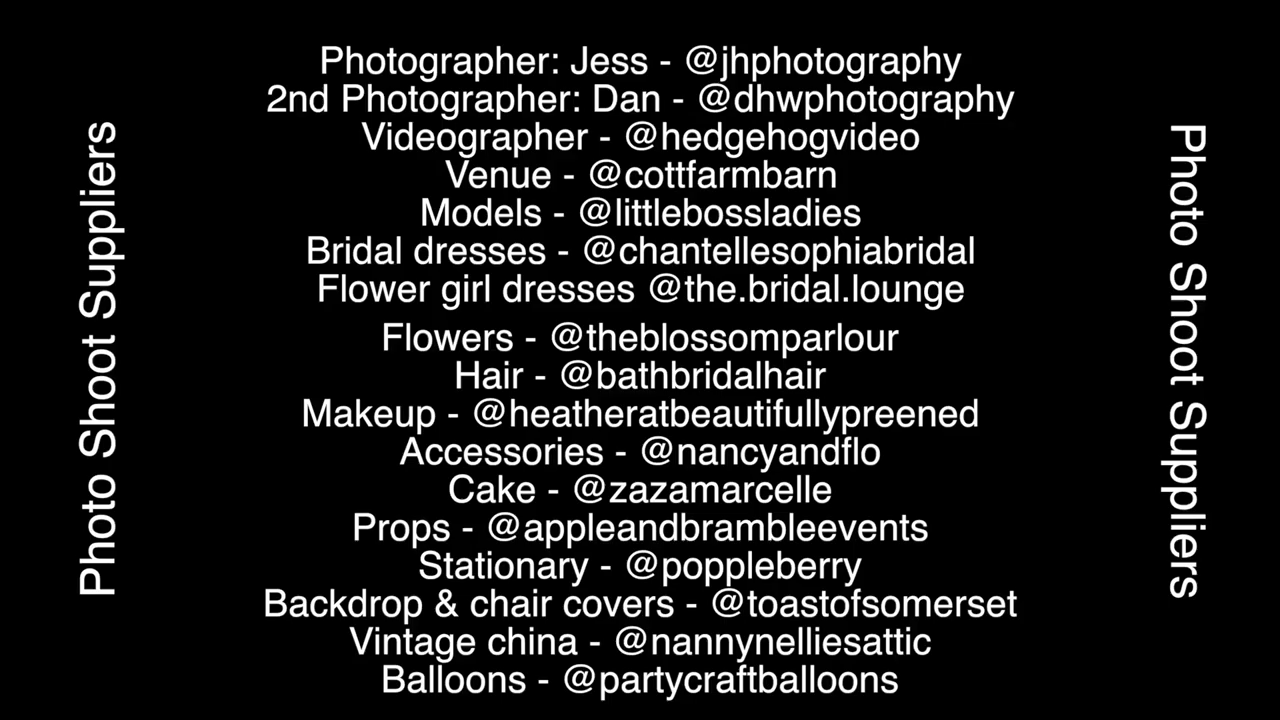 Photo Shoot Suppliers
Photographer: Jess - @jhphotography
2nd Photographer: Dan - @dhwphotography
Videographer - @hedgehogvideo
Venue - @cottfarmbarn
Models - @littlebossladies
Bridal dresses - @chantellesophiabridal
Flower girl dresses @the.bridal.lounge
Flowers - @theblossomparlour
Hair - @bathbridalhair
Makeup - @heatheratbeautifullypreened
Accessories - @nancyandflo
Cake - @zazamarcelle
Props - @appleandbrambleevents
Stationary - @poppleberry
Backdrop & chair covers - @toastofsomerset
Vintage china - @nannynelliesattic
Balloons - @partycraftballoons
Photo Shoot Suppliers